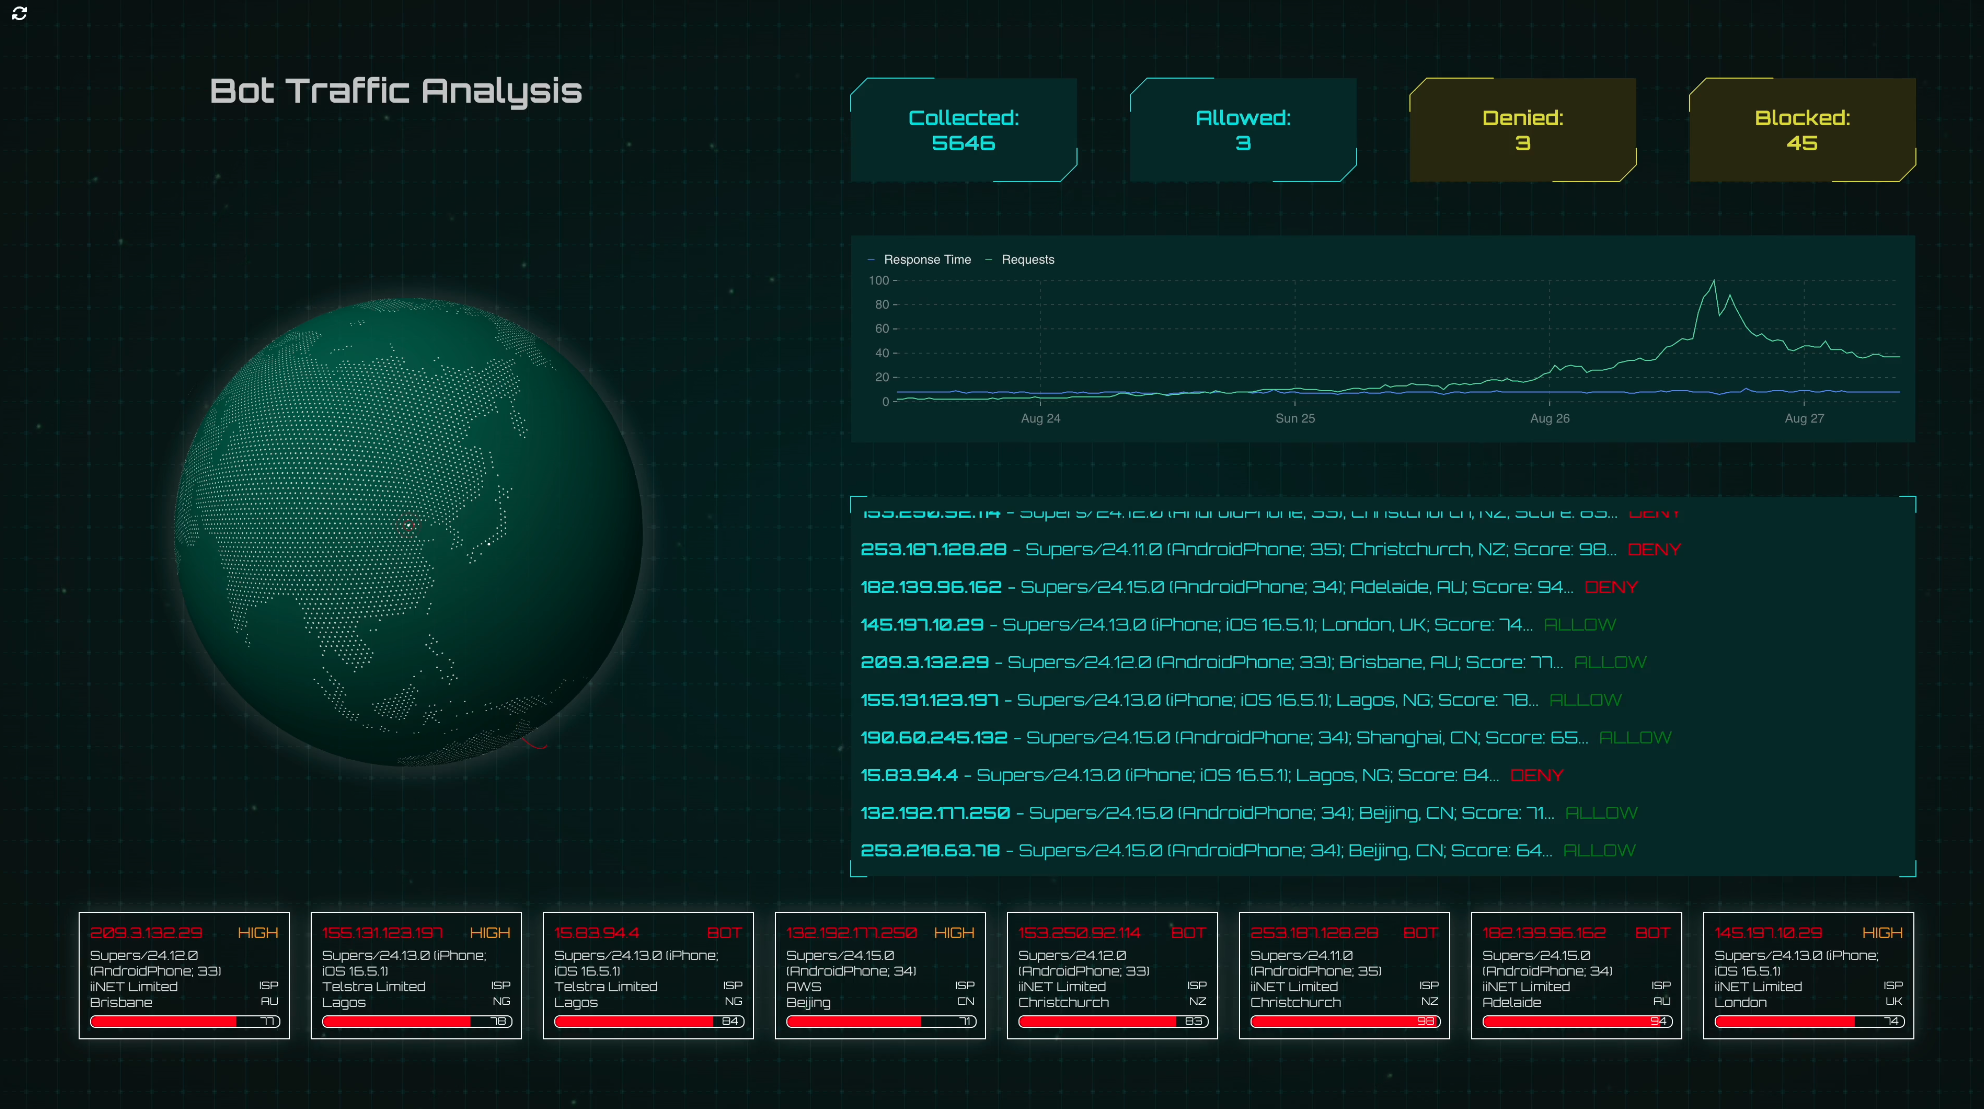 Bot Traffic Analysis
Collected:
5646
Allowed:
3
Denied:
3
Blocked:
45
Response Time
Requests
100
80
60
40
20
0
Aug 24
Sun 25
Aug 26
Aug 27
153.250.92.114 - Supers/24.12.0 (AndroidPhone; 33); Christchurch, NZ; Score: 83... DENY
253.187.128.28 - Supers/24.11.0 (AndroidPhone; 35); Christchurch, NZ; Score: 98... DENY
182.139.96.162 - Supers/24.15.0 (AndroidPhone; 34); Adelaide, AU; Score: 94... DENY
145.197.10.29 - Supers/24.13.0 (iPhone; iOS 16.5.1); London, UK; Score: 74... ALLOW
209.3.132.29 - Supers/24.12.0 (AndroidPhone; 33); Brisbane, AU; Score: 77... ALLOW
155.131.123.197 - Supers/24.13.0 (iPhone; iOS 16.5.1); Lagos, NG; Score: 78... ALLOW
190.60.245.132 - Supers/24.15.0 (AndroidPhone; 34); Shanghai, CN; Score: 65... ALLOW
15.83.94.4 - Supers/24.13.0 (iPhone; iOS 16.5.1); Lagos, NG; Score: 84... DENY
132.192.177.250 - Supers/24.15.0 (AndroidPhone; 34); Beijing, CN; Score: 71... ALLOW
253.218.63.78 - Supers/24.15.0 (AndroidPhone; 34); Beijing, CN; Score: 64... ALLOW
209.3.132.29 HIGH
Supers/24.12.0
(AndroidPhone; 33)
iiNET Limited ISP
Brisbane AU
77
155.131.123.197 HIGH
Supers/24.13.0 (iPhone;
iOS 16.5.1)
Telstra Limited ISP
Lagos NG
78
15.83.94.4 BOT
Supers/24.13.0 (iPhone;
iOS 16.5.1)
Telstra Limited ISP
Lagos NG
84
132.192.177.250 HIGH
Supers/24.15.0
(AndroidPhone; 34)
AWS ISP
Beijing CN
71
153.250.92.114 BOT
Supers/24.12.0
(AndroidPhone; 33)
iiNET Limited ISP
Christchurch NZ
83
253.187.128.28 BOT
Supers/24.11.0
(AndroidPhone; 35)
iiNET Limited ISP
Christchurch NZ
98
182.139.96.162 BOT
Supers/24.15.0
(AndroidPhone; 34)
iiNET Limited ISP
Adelaide AU
94
145.197.10.29 HIGH
Supers/24.13.0 (iPhone;
iOS 16.5.1)
iiNET Limited ISP
London UK
74